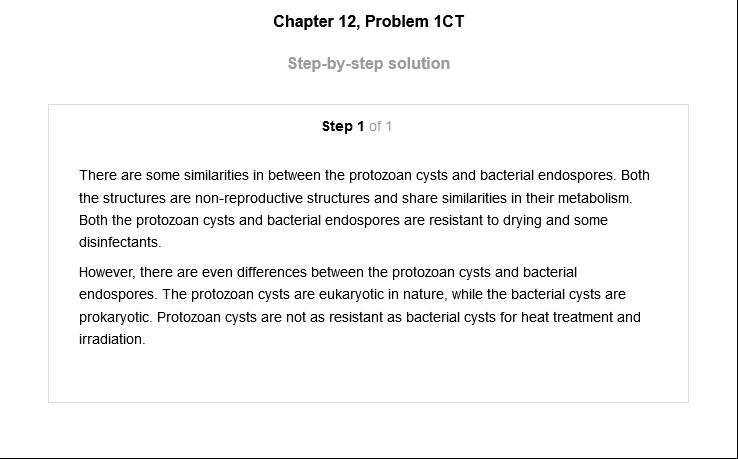 Chapter 12, Problem 1CT
Step-by-step solution
Step 1 of 1
There are some similarities in between the protozoan cysts and bacterial endospores. Both
the structures are non-reproductive structures and share similarities in their metabolism.
Both the protozoan cysts and bacterial endospores are resistant to drying and some
disinfectants.
However, there are even differences between the protozoan cysts and bacterial
endospores. The protozoan cysts are eukaryotic in nature, while the bacterial cysts are
prokaryotic. Protozoan cysts are not as resistant as bacterial cysts for heat treatment and
irradiation.